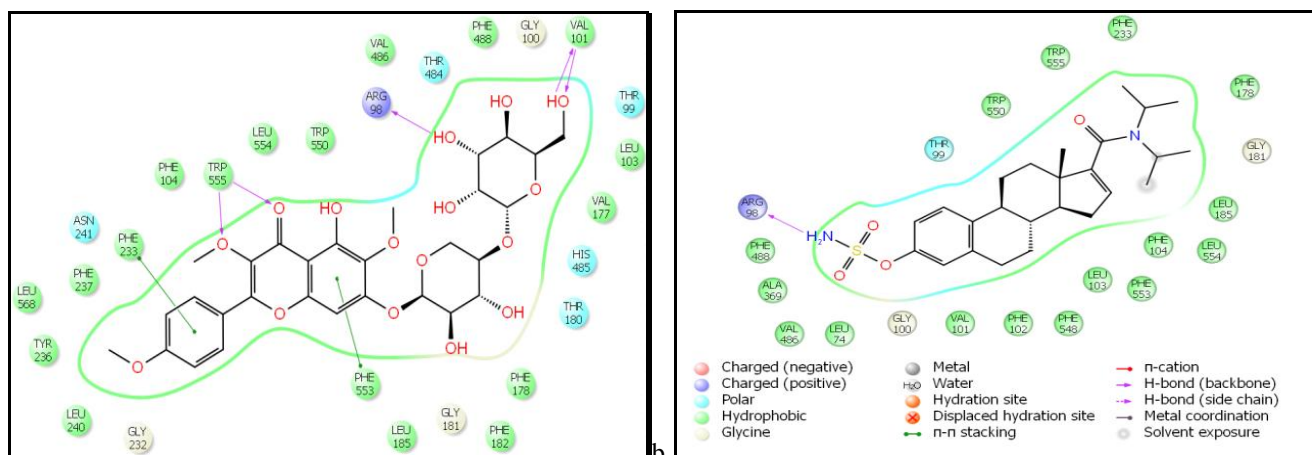 PHE 488
GLY 100
VAL 101
VAL 486
THR 484
ARG 98
THR 99
LEU 554
TRP 550
LEU 103
PHE 104
TRP 555
VAL 177
ASN 241
PHE 233
HIS 485
PHE 237
THR 180
LEU 568
TYR 236
PHE 553
PHE 178
LEU 240
GLY 181
GLY 232
LEU 185
PHE 182
HO
OH
OH
HO
O
HO
O
O
OH
O
O
O
O
O
O
OH
OH
O
b
PHE 233
TRP 555
PHE 178
TRP 550
THR 99
GLY 181
ARG 98
LEU 185
PHE 488
PHE 104
LEU 554
ALA 369
LEU 103
PHE 553
VAL 486
LEU 74
GLY 100
VAL 101
PHE 102
PHE 548
O
N
H₂N
O
S
O
O
Charged (negative)
Charged (positive)
Polar
Hydrophobic
Glycine
Metal
H₂O Water
Hydration site
Displaced hydration site
π-π stacking
π-cation
H-bond (backbone)
H-bond (side chain)
Metal coordination
Solvent exposure